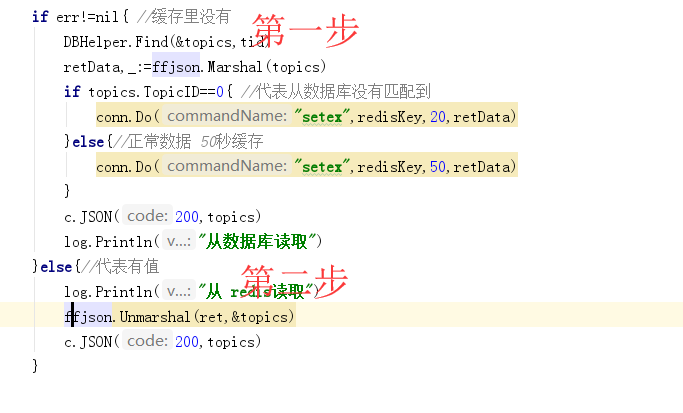 if err!=nil{ //缓存里没有
第一步
DBHelper.Find(&topics,tid)
retData,_:=ffjson.Marshal(topics)
if topics.TopicID==0{ //代表从数据库没有匹配到
conn.Do( commandName: "setex",redisKey,20,retData)
}else{//正常数据 50秒缓存
conn.Do( commandName: "setex",redisKey,50,retData)
}
c.JSON( code: 200,topics)
log.Println( v…: "从数据库读取")
}else{//代表有值
第二步
log.Println( v…: "从 redis读取")
ffjson.Unmarshal(ret,&topics)
c.JSON( code: 200,topics)
}